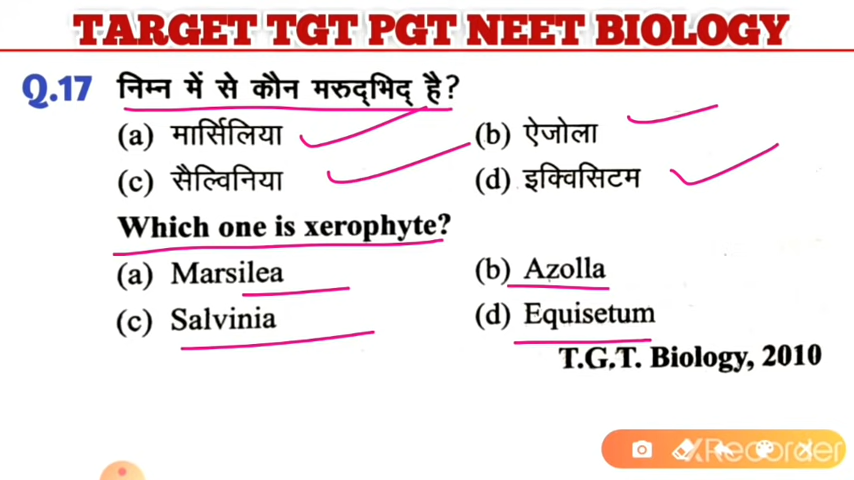 TARGET TGT PGT NEET BIOLOGY
Q.17 निम्न में से कौन मरुद्भिद् है?
(a) मार्सिलिया (b) ऐजोला
(c) सैल्विनिया (d) इक्विसिटम
Which one is xerophyte?
(a) Marsilea (b) Azolla
(c) Salvinia (d) Equisetum
T.G.T. Biology, 2010
XRecorder